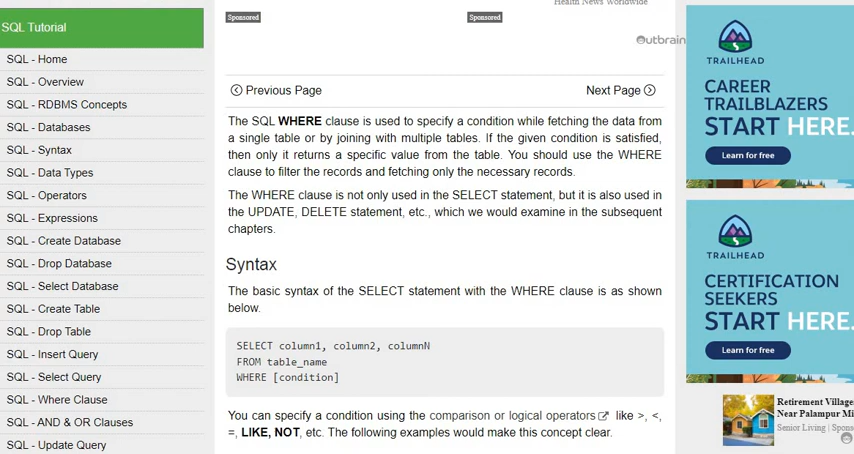 Health News Worldwide
Sponsored
Sponsored
Outbrain
SQL Tutorial
SQL - Home
SQL - Overview
SQL - RDBMS Concepts
SQL - Databases
SQL - Syntax
SQL - Data Types
SQL - Operators
SQL - Expressions
SQL - Create Database
SQL - Drop Database
SQL - Select Database
SQL - Create Table
SQL - Drop Table
SQL - Insert Query
SQL - Select Query
SQL - Where Clause
SQL - AND & OR Clauses
SQL - Update Query
Previous Page
Next Page
The SQL WHERE clause is used to specify a condition while fetching the data from
a single table or by joining with multiple tables. If the given condition is satisfied,
then only it returns a specific value from the table. You should use the WHERE
clause to filter the records and fetching only the necessary records.
The WHERE clause is not only used in the SELECT statement, but it is also used in
the UPDATE, DELETE statement, etc., which we would examine in the subsequent
chapters.
Syntax
The basic syntax of the SELECT statement with the WHERE clause is as shown
below.
SELECT column1, column2, columnN
FROM table_name
WHERE [condition]
You can specify a condition using the comparison or logical operators like >, <,
=, LIKE, NOT, etc. The following examples would make this concept clear.
TRAILHEAD
CAREER
TRAILBLAZERS
START HERE.
Learn for free
TRAILHEAD
CERTIFICATION
SEEKERS
START HERE.
Learn for free
Retirement Village
Near Palampur Mi
Senior Living | Spons